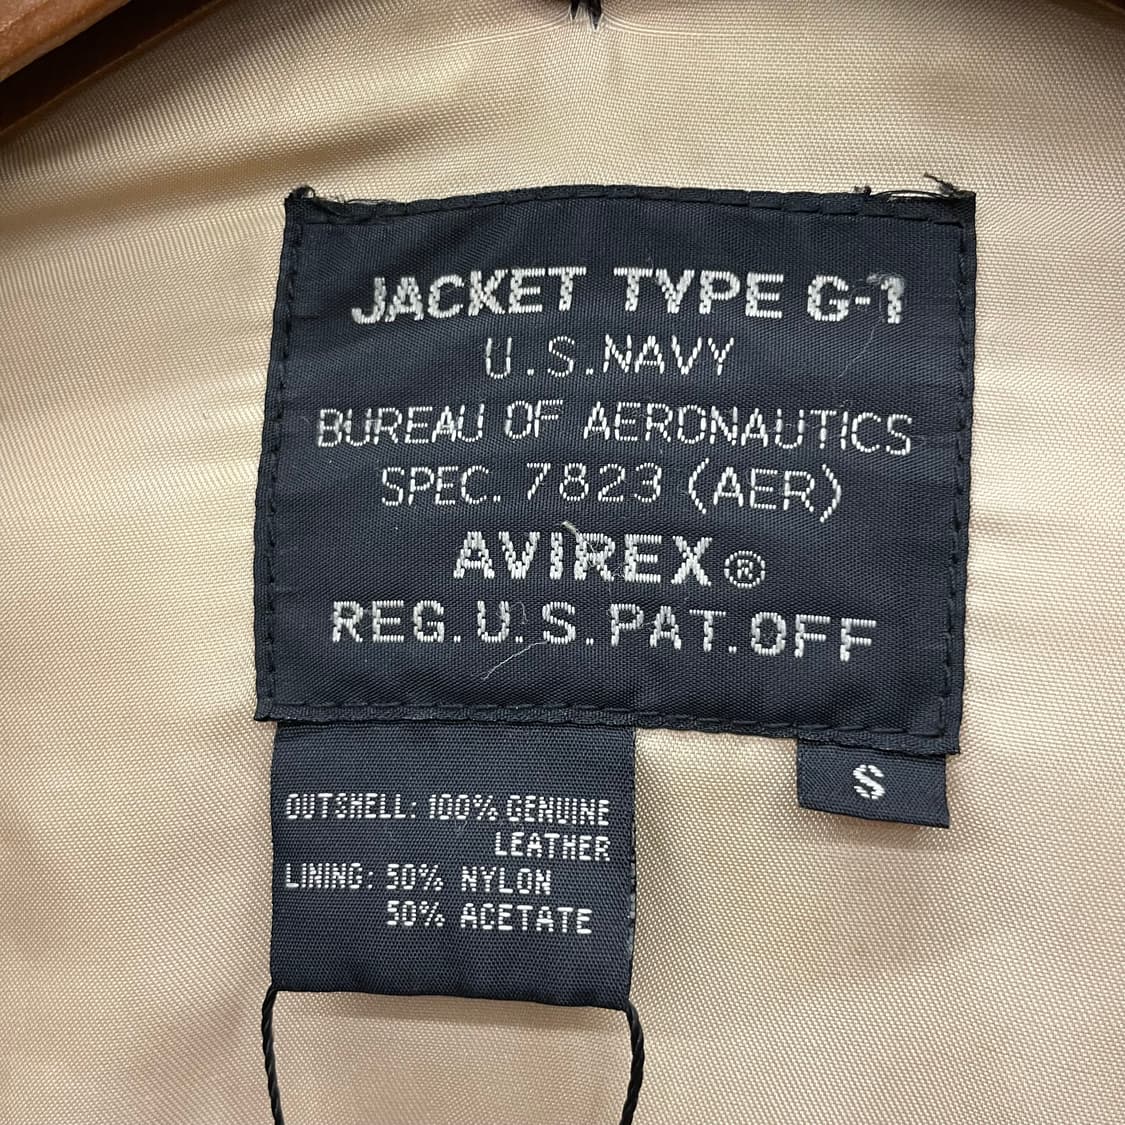 JACKET TYPE G-1
U.S.NAVY
BUREAU OF AERONAUTICS
SPEC. 7823 (AER)
AVIREX®
REG.U.S.PAT.OFF
S
OUTSHELL: 100% GENUINE
LEATHER
LINING: 50% NYLON
50% ACETATE